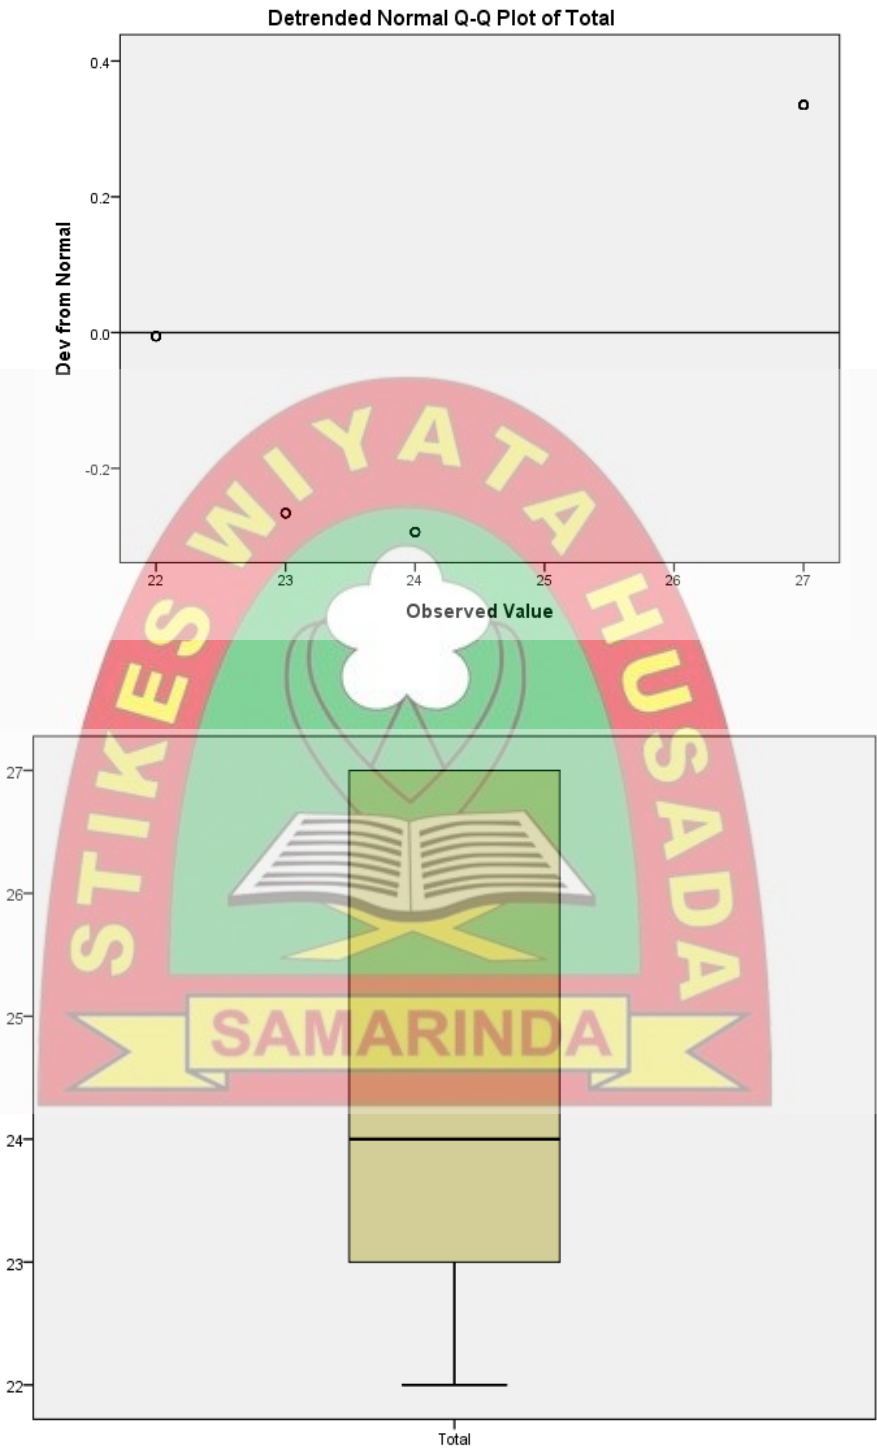 Detrended Normal Q-Q Plot of Total
0.4
0.2
0.0
-0.2
Dev from Normal
22 23 24 25 26 27
Observed Value
STIKES WIYATA HUSADA
SAMARINDA
27
26
25
24
23
22
Total